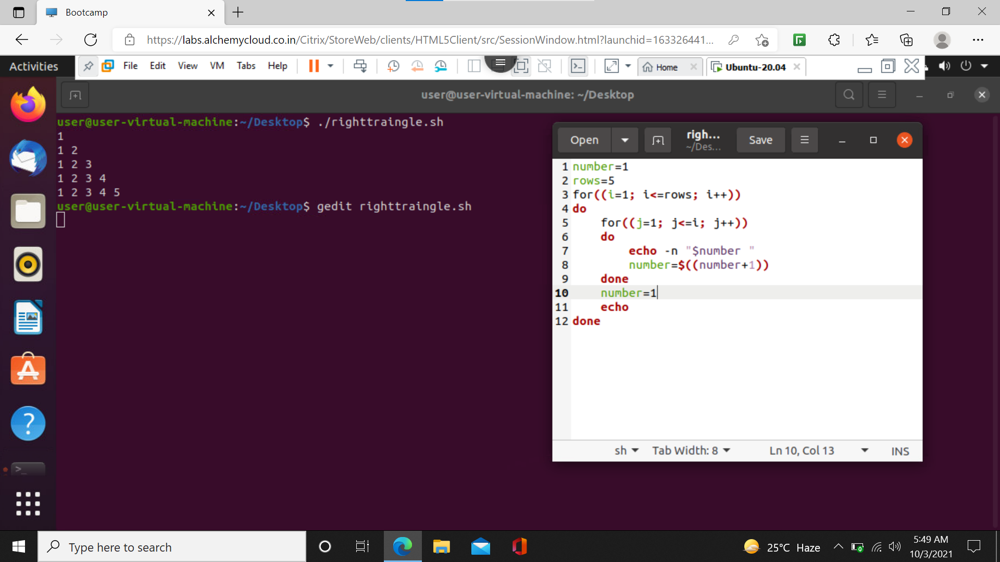 Bootcamp
https://labs.alchemycloud.co.in/Citrix/StoreWeb/clients/HTML5Client/src/SessionWindow.html?launchid=163326441...
Activities
File Edit View VM Tabs Help
Home
Ubuntu-20.04
user@user-virtual-machine: ~/Desktop
user@user-virtual-machine:~/Desktop$ ./righttraingle.sh
1
1 2
1 2 3
1 2 3 4
1 2 3 4 5
user@user-virtual-machine:~/Desktop$ gedit righttraingle.sh
Open
righ...
~/Des...
Save
1 number=1
2 rows=5
3 for((i=1; i<=rows; i++))
4 do
5     for((j=1; j<=i; j++))
6     do
7         echo -n "$number "
8         number=$((number+1))
9     done
10     number=1
11     echo
12 done
sh Tab Width: 8 Ln 10, Col 13 INS
Type here to search
25°C Haze
5:49 AM
10/3/2021